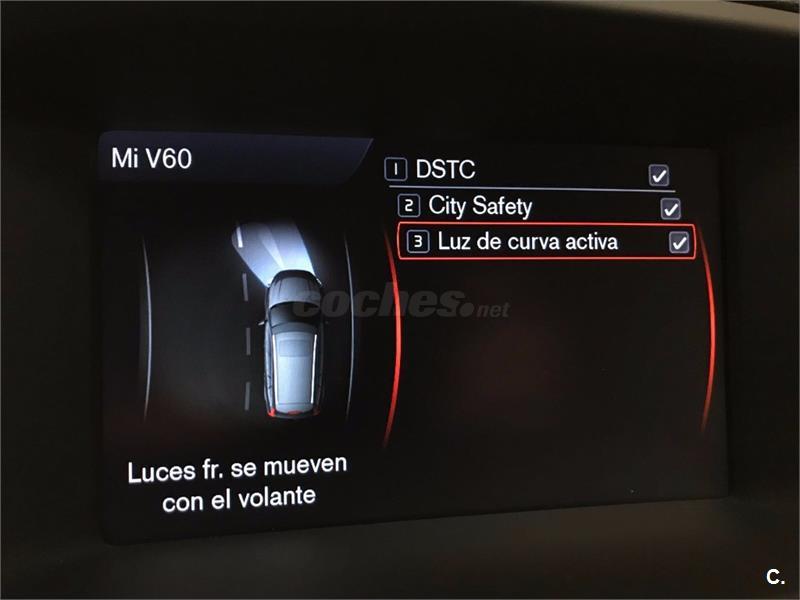 Mi V60
1 DSTC
2 City Safety
3 Luz de curva activa
coches.net
Luces fr. se mueven
con el volante
C.